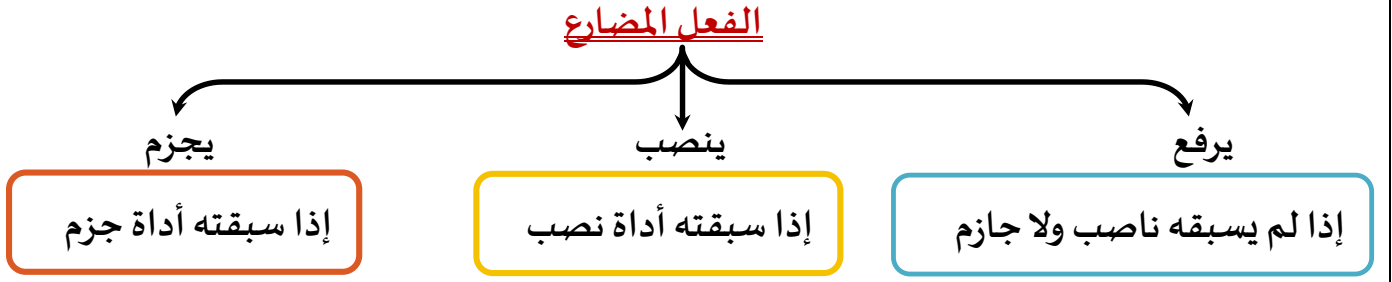 الفعل المضارع
يرفع
ينصب
يجزم
إذا لم يسبقه ناصب ولا جازم
إذا سبقته أداة نصب
إذا سبقته أداة جزم